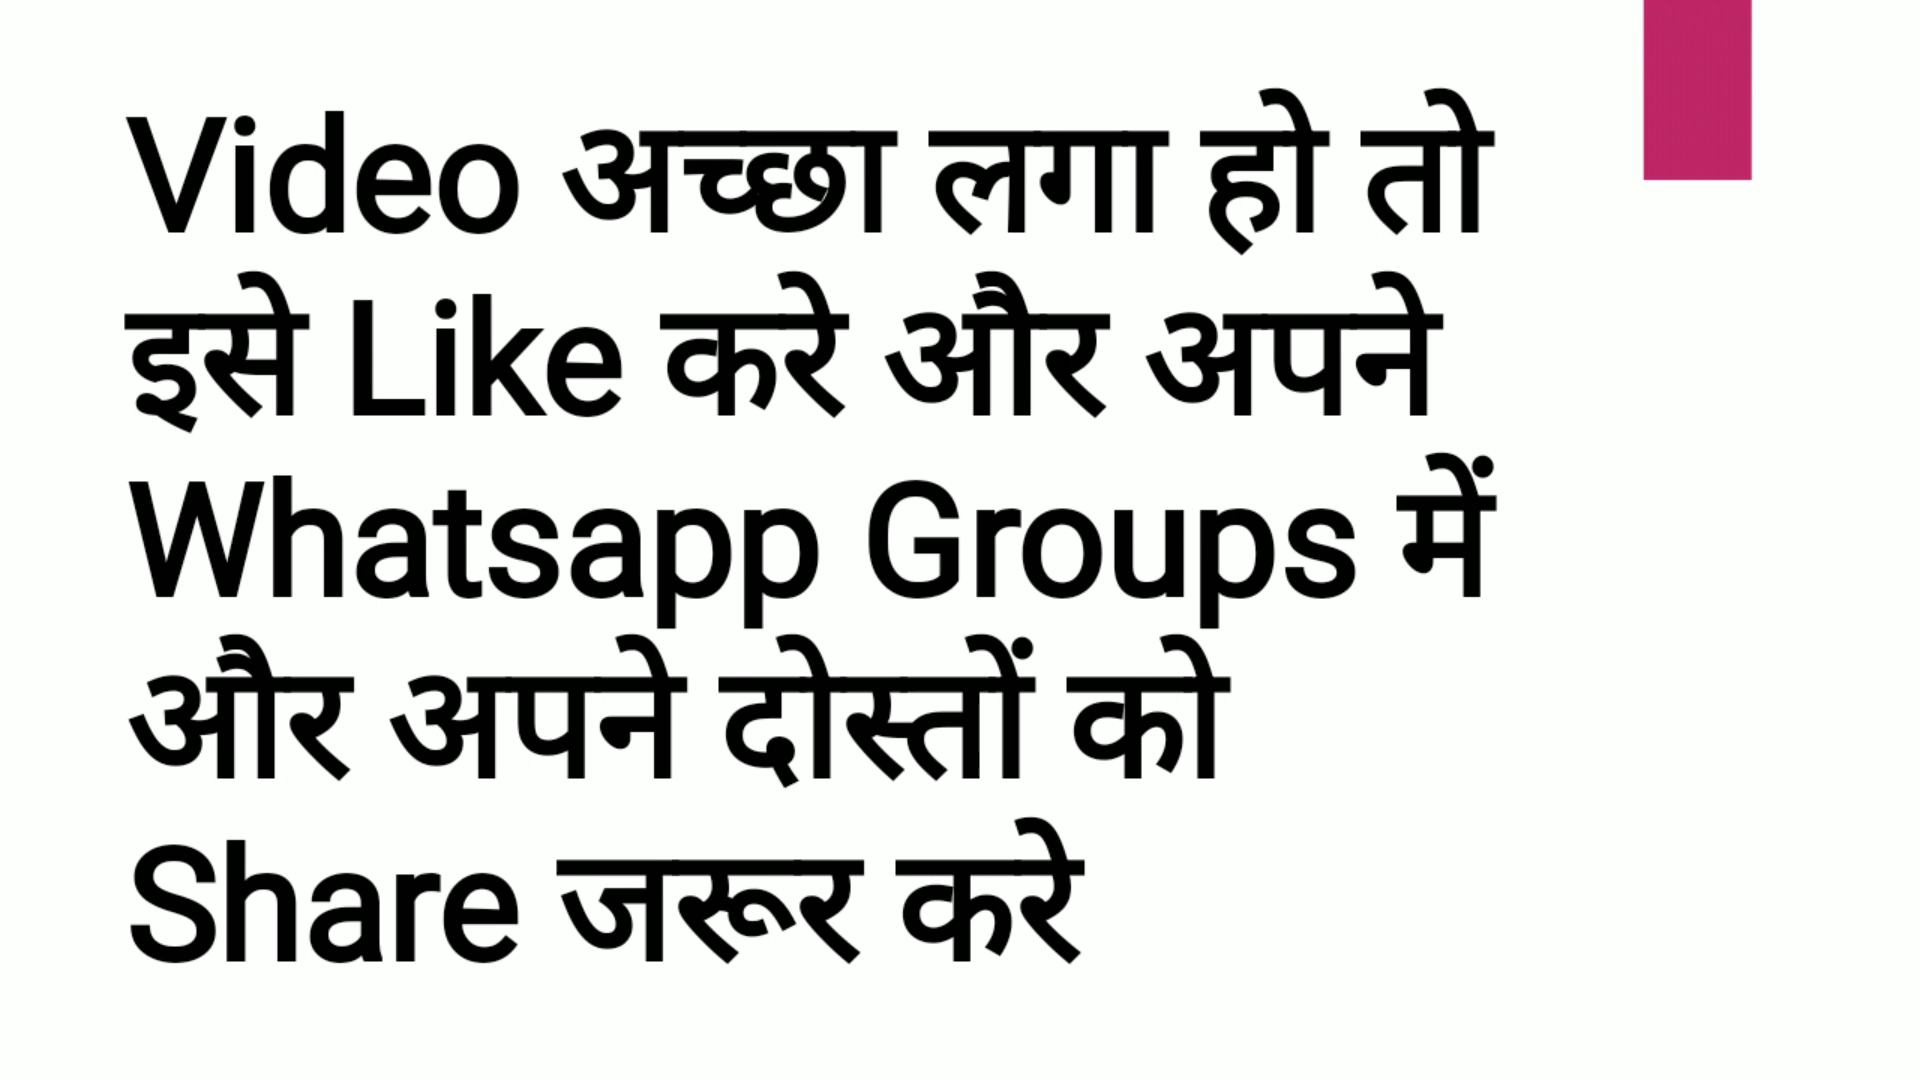 Video अच्छा लगा हो तो
इसे Like करे और अपने
Whatsapp Groups में
और अपने दोस्तों को
Share जरूर करे